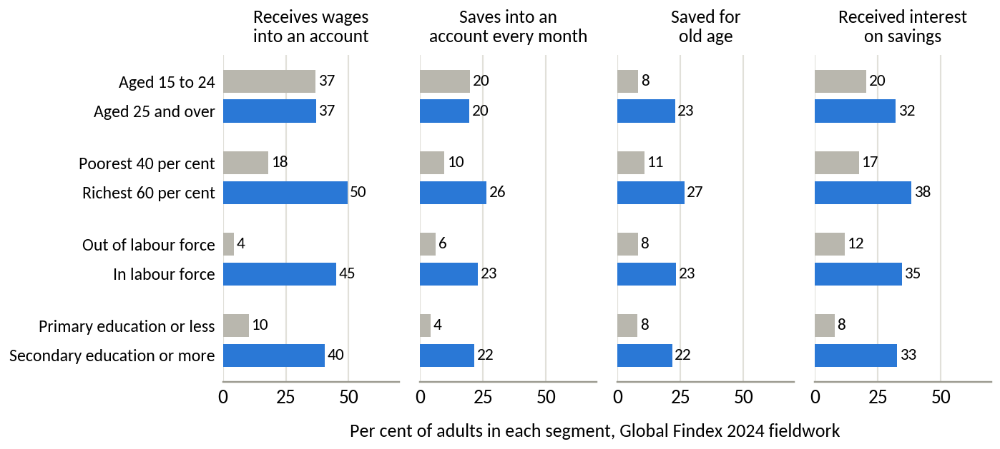 Receives wages
into an account
Saves into an
account every month
Saved for
old age
Received interest
on savings
Aged 15 to 24 37 20 8 20
Aged 25 and over 37 20 23 32
Poorest 40 per cent 18 10 11 17
Richest 60 per cent 50 26 27 38
Out of labour force 4 6 8 12
In labour force 45 23 23 35
Primary education or less 10 4 8 8
Secondary education or more 40 22 22 33
0 25 50 0 25 50 0 25 50 0 25 50
Per cent of adults in each segment, Global Findex 2024 fieldwork